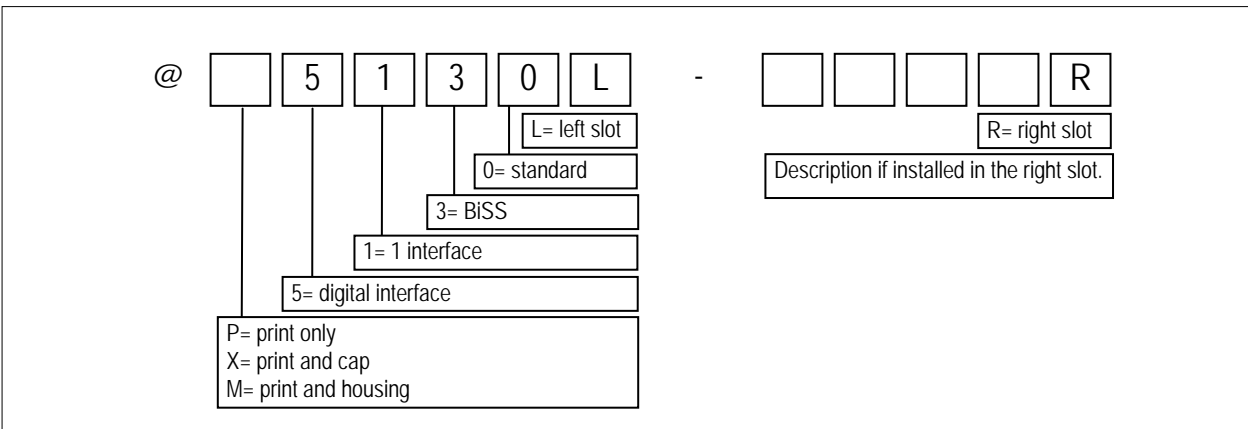 @ 5 1 3 0 L - R
L= left slot
R= right slot
0= standard
Description if installed in the right slot.
3= BiSS
1= 1 interface
5= digital interface
P= print only
X= print and cap
M= print and housing